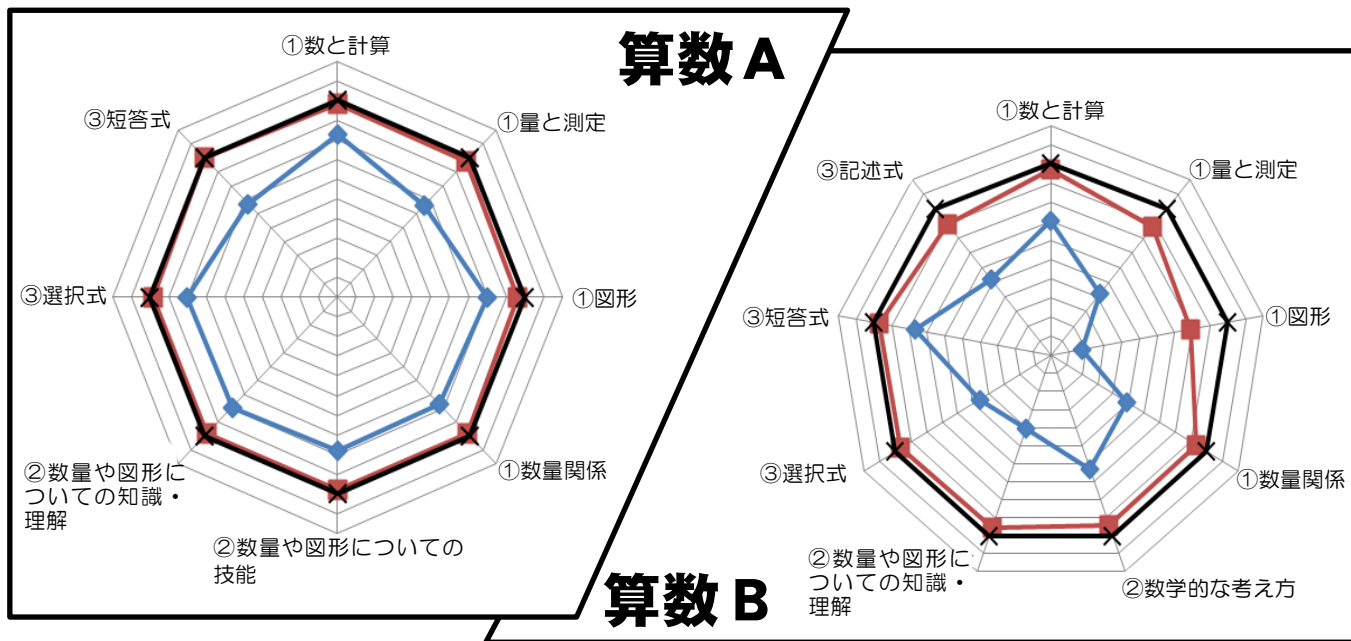 算数A
①数と計算
①量と測定
①図形
①数量関係
②数量や図形についての
技能
②数量や図形に
ついての知識・
理解
③選択式
③短答式
算数B
①数と計算
①量と測定
①図形
①数量関係
②数学的な考え方
②数量や図形に
ついての知識・
理解
③選択式
③短答式
③記述式